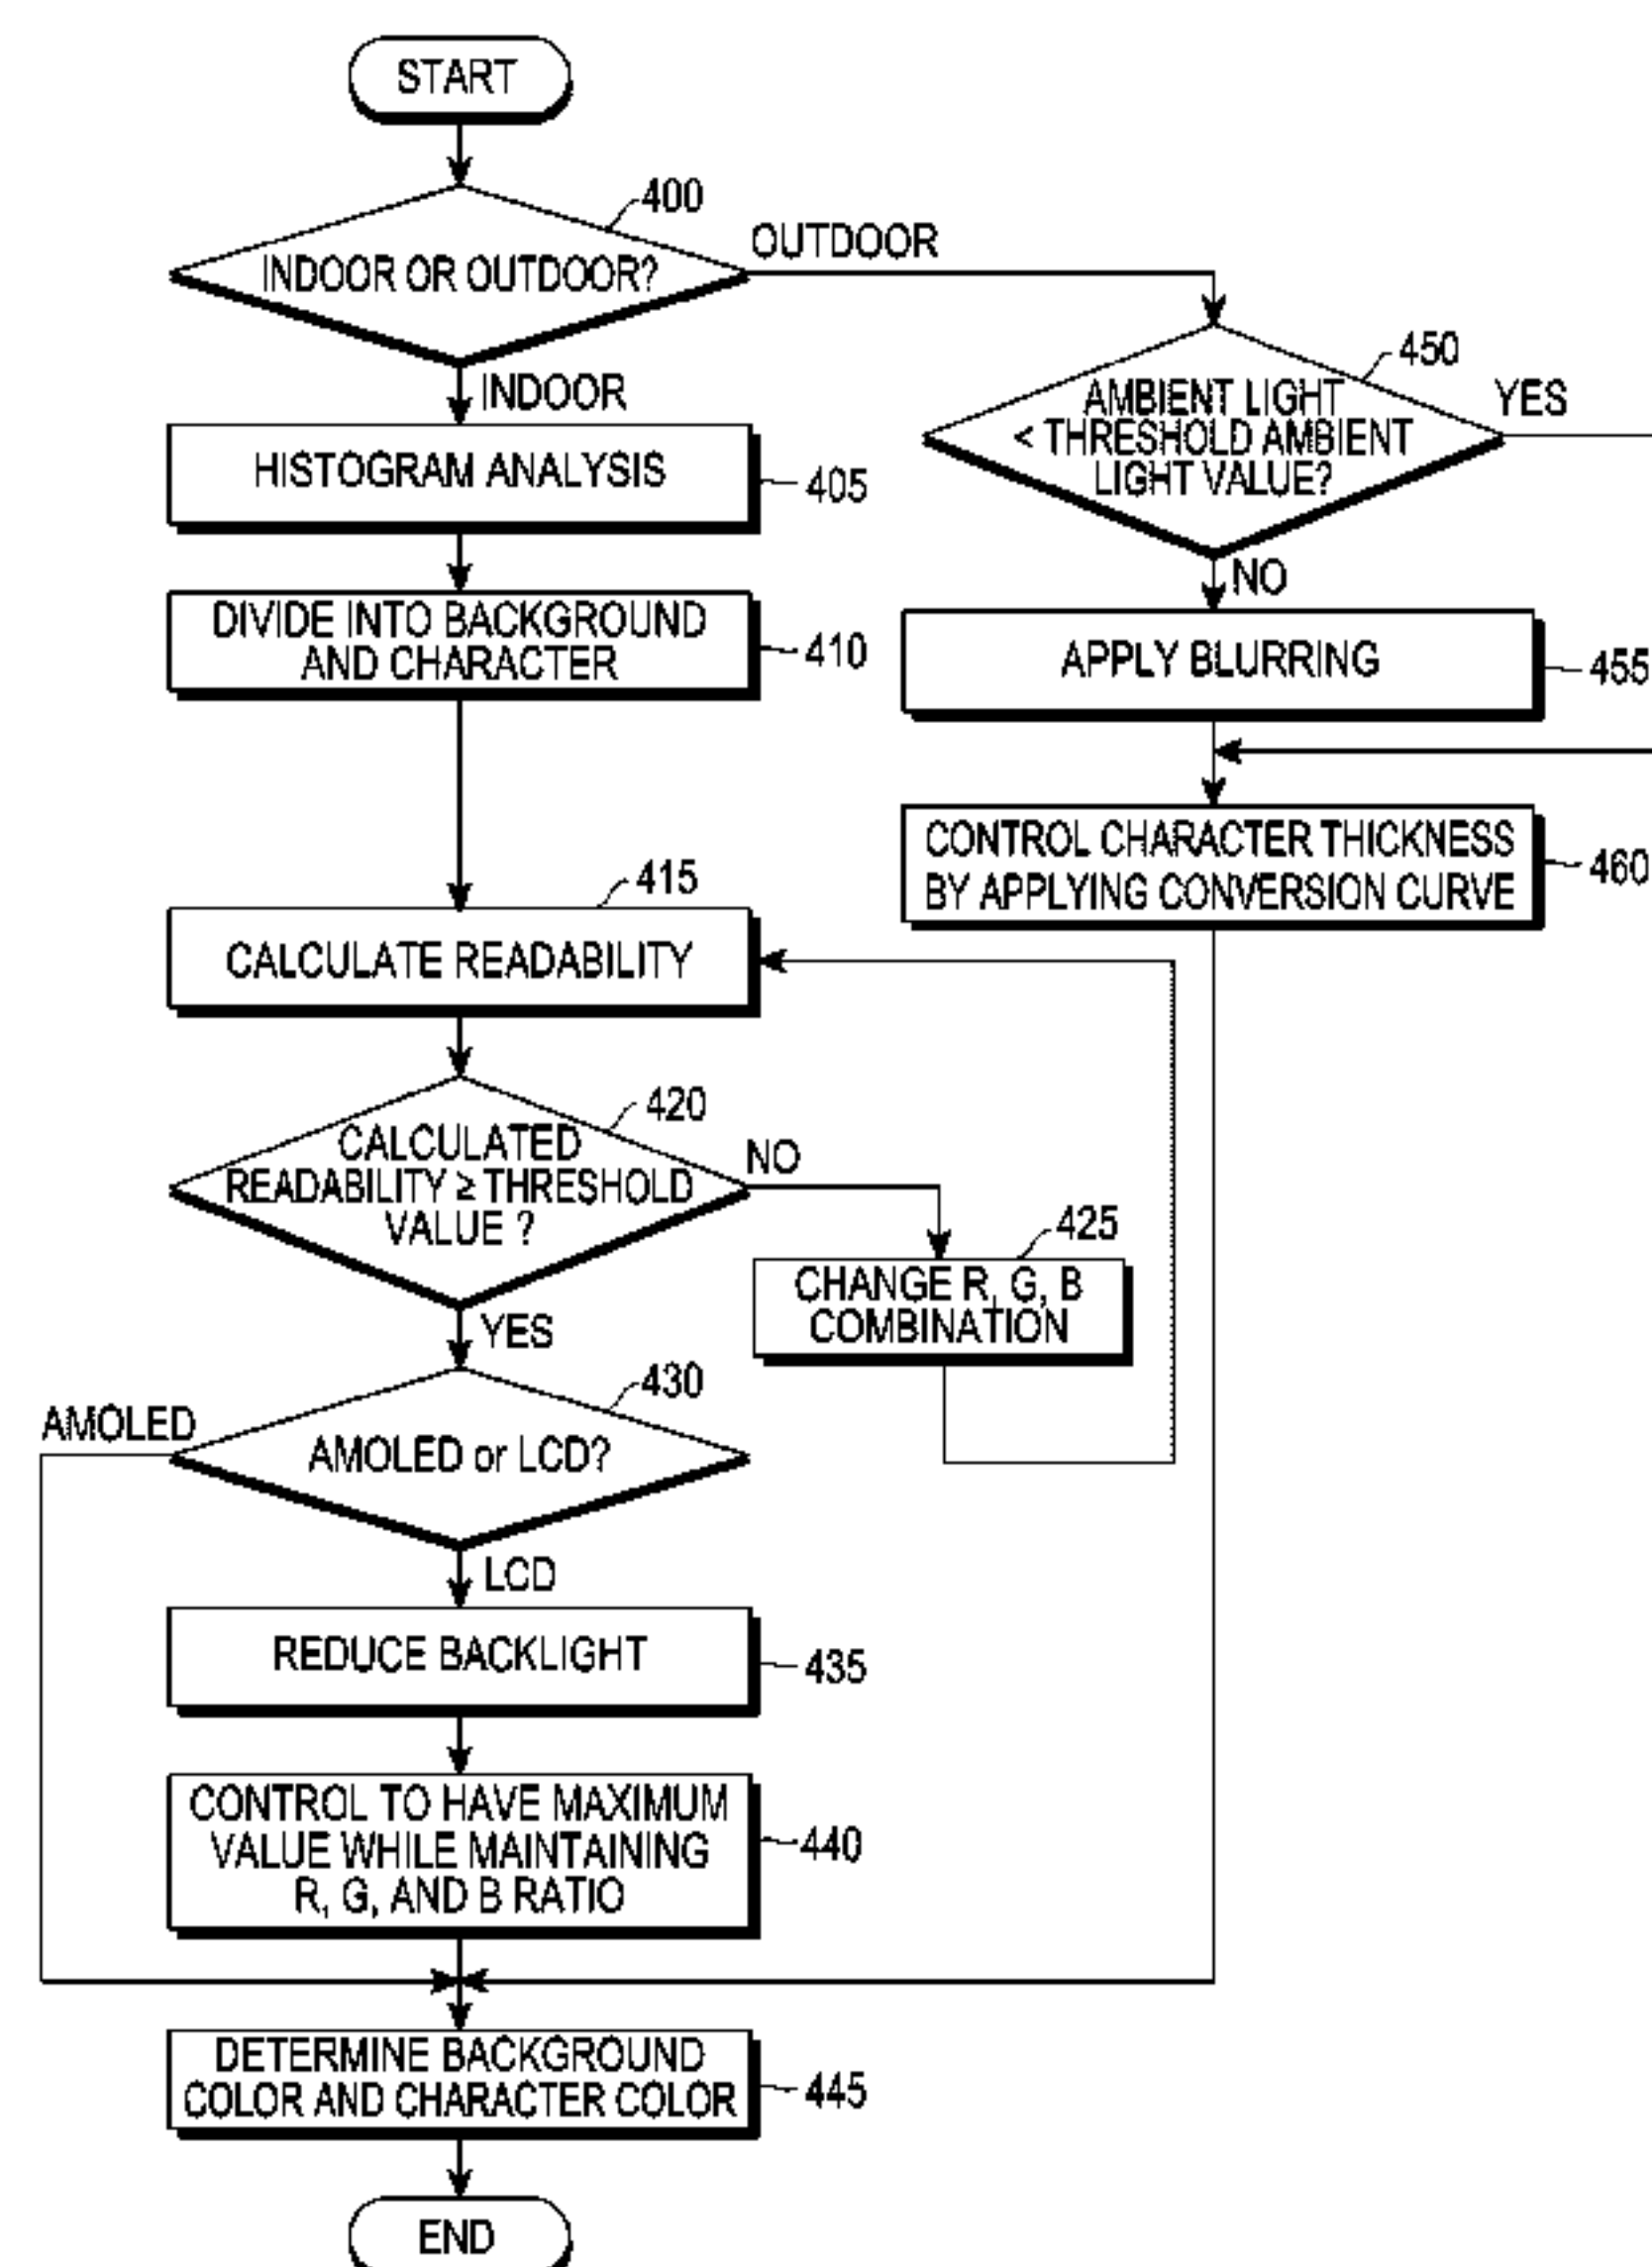 START
400
INDOOR OR OUTDOOR?
OUTDOOR
INDOOR
HISTOGRAM ANALYSIS
405
DIVIDE INTO BACKGROUND
AND CHARACTER
410
450
AMBIENT LIGHT
< THRESHOLD AMBIENT
LIGHT VALUE?
YES
NO
APPLY BLURRING
455
CONTROL CHARACTER THICKNESS
BY APPLYING CONVERSION CURVE
460
415
CALCULATE READABILITY
420
CALCULATED
READABILITY ≥ THRESHOLD
VALUE ?
NO
425
CHANGE R, G, B
COMBINATION
YES
430
AMOLED
AMOLED or LCD?
LCD
REDUCE BACKLIGHT
435
CONTROL TO HAVE MAXIMUM
VALUE WHILE MAINTAINING
R, G, AND B RATIO
440
DETERMINE BACKGROUND
COLOR AND CHARACTER COLOR
445
END